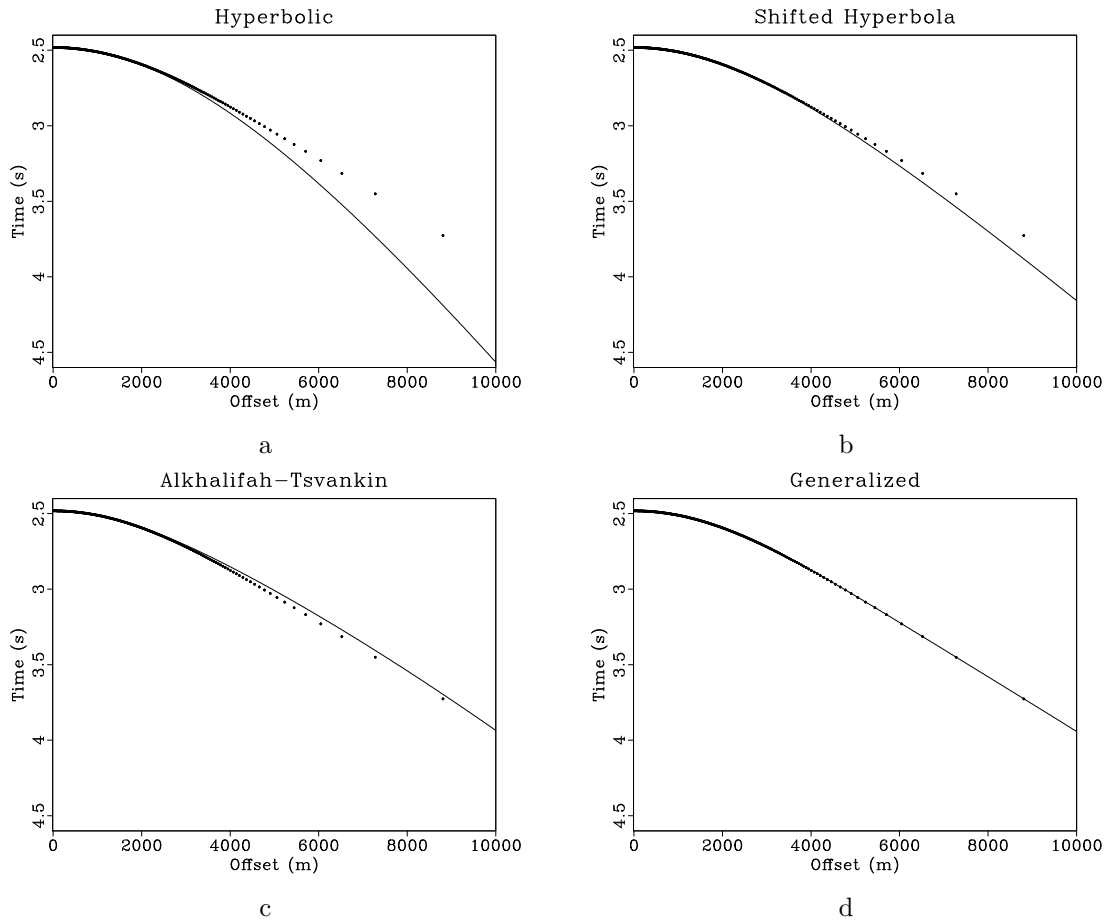 Hyperbolic
2.5
3
3.5
4
4.5
Time (s)
0 2000 4000 6000 8000 10000
Offset (m)
a
Shifted Hyperbola
2.5
3
3.5
4
4.5
Time (s)
0 2000 4000 6000 8000 10000
Offset (m)
b
Alkhalifah-Tsvankin
2.5
3
3.5
4
4.5
Time (s)
0 2000 4000 6000 8000 10000
Offset (m)
c
Generalized
2.5
3
3.5
4
4.5
Time (s)
0 2000 4000 6000 8000 10000
Offset (m)
d